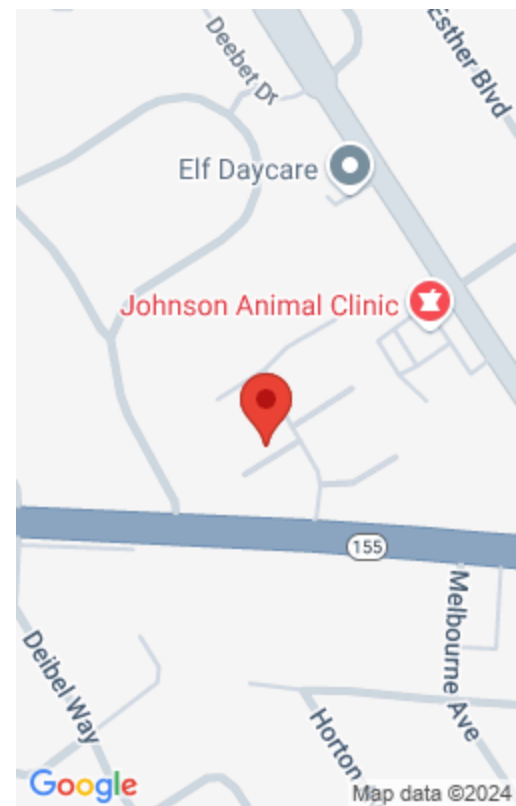 Deebet Dr
Esther Blvd
Elf Daycare
Johnson Animal Clinic
155
Melbourne Ave
Deibel Way
Horton
Google
Map data ©2024